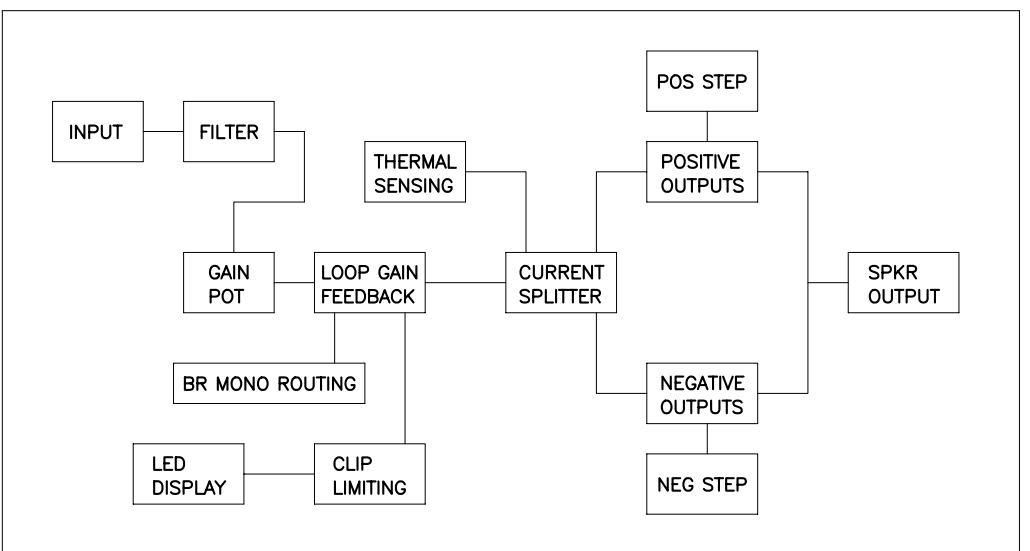 POS STEP
INPUT
FILTER
THERMAL
SENSING
POSITIVE
OUTPUTS
GAIN
POT
LOOP GAIN
FEEDBACK
CURRENT
SPLITTER
SPKR
OUTPUT
BR MONO ROUTING
NEGATIVE
OUTPUTS
LED
DISPLAY
CLIP
LIMITING
NEG STEP